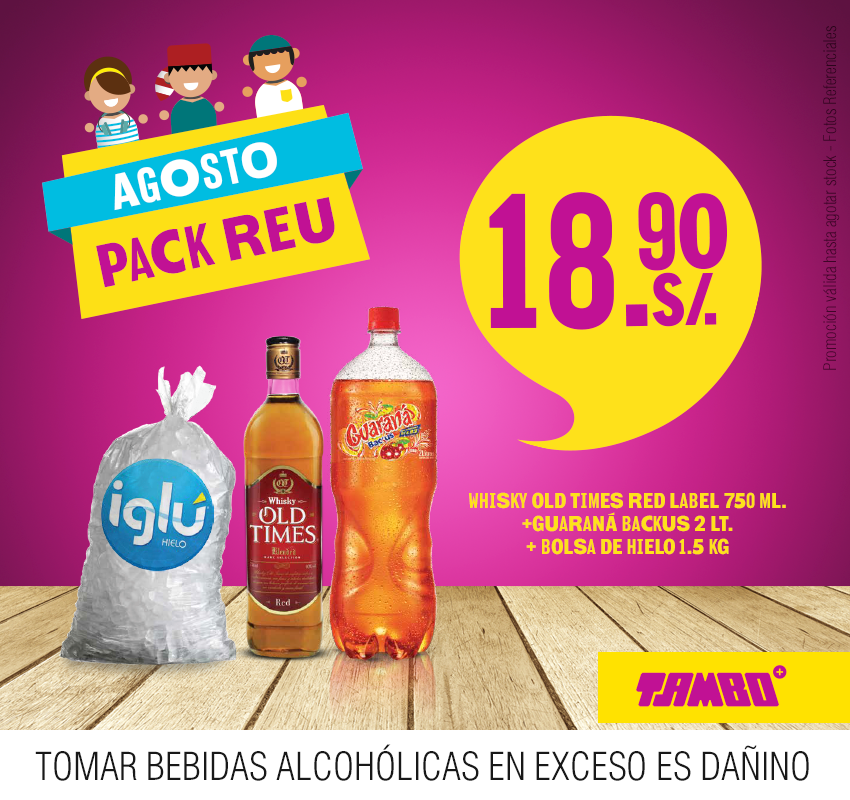 AGOSTO
PACK REU
18.90
S/.
Promoción válida hasta agotar stock - Fotos Referenciales
iglú
HIELO
OT
Whisky
OLD
TIMES
Blended
Red
Guaraná
Backus
WHISKY OLD TIMES RED LABEL 750 ML.
+GUARANÁ BACKUS 2 LT.
+ BOLSA DE HIELO 1.5 KG
TAMBO+
TOMAR BEBIDAS ALCOHÓLICAS EN EXCESO ES DAÑINO